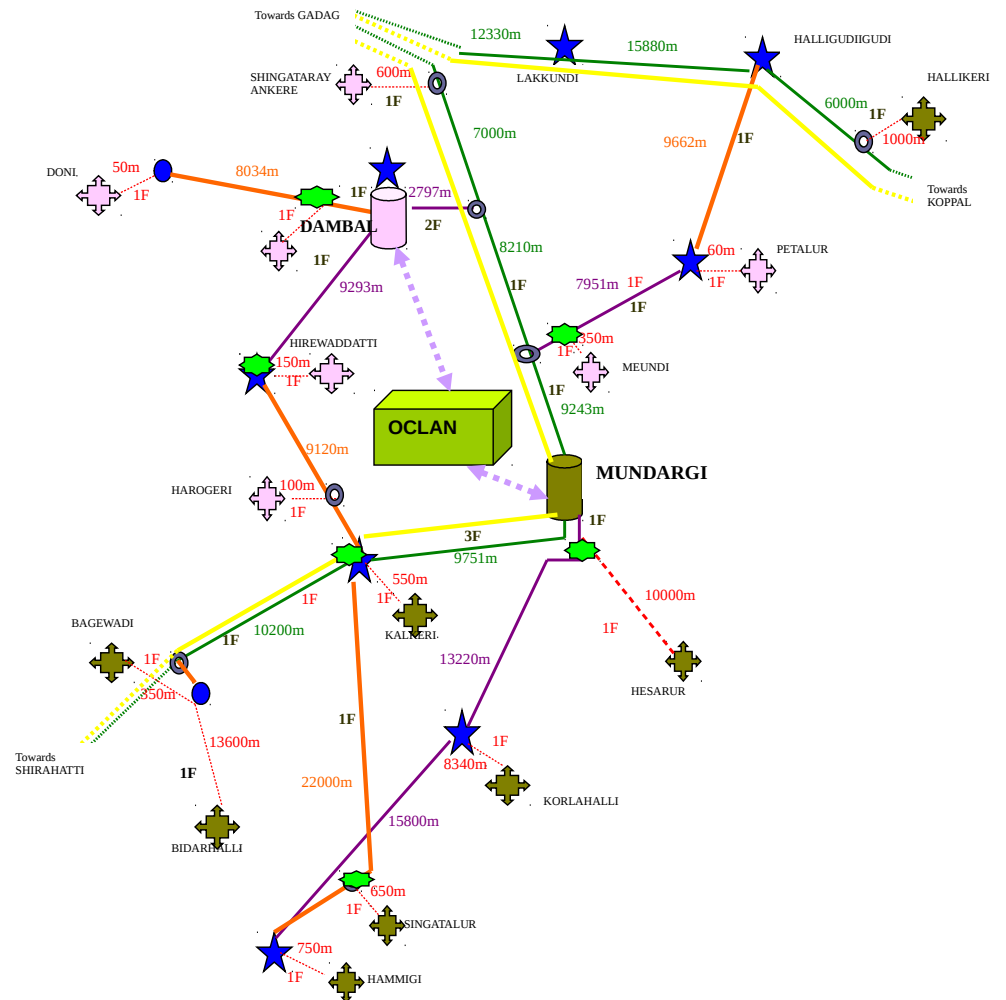 Towards GADAG
12330m
15880m
HALLIGUDIIGUDI
LAKKUNDI
SHINGATARAY
ANKERE
600m
1F
HALLIKERI
6000m
1F
1000m
7000m
9662m
1F
DONI
50m
1F
8034m
1F
2797m
1F
DAMBAL
2F
Towards
KOPPAL
1F
9293m
8210m
1F
7951m
1F
1F
60m
1F
PETALUR
HIREWADDATTI
150m
1F
350m
1F
MEUNDI
1F
9243m
OCLAN
9120m
MUNDARGI
HAROGERI
100m
1F
1F
3F
9751m
550m
1F
1F
KALKERI
10000m
1F
HESARUR
BAGEWADI
10200m
1F
1F
350m
13220m
Towards
SHIRAHATTI
13600m
1F
1F
22000m
1F
8340m
KORLAHALLI
15800m
BIDARHALLI
650m
1F
SINGATALUR
750m
1F
HAMMIGI